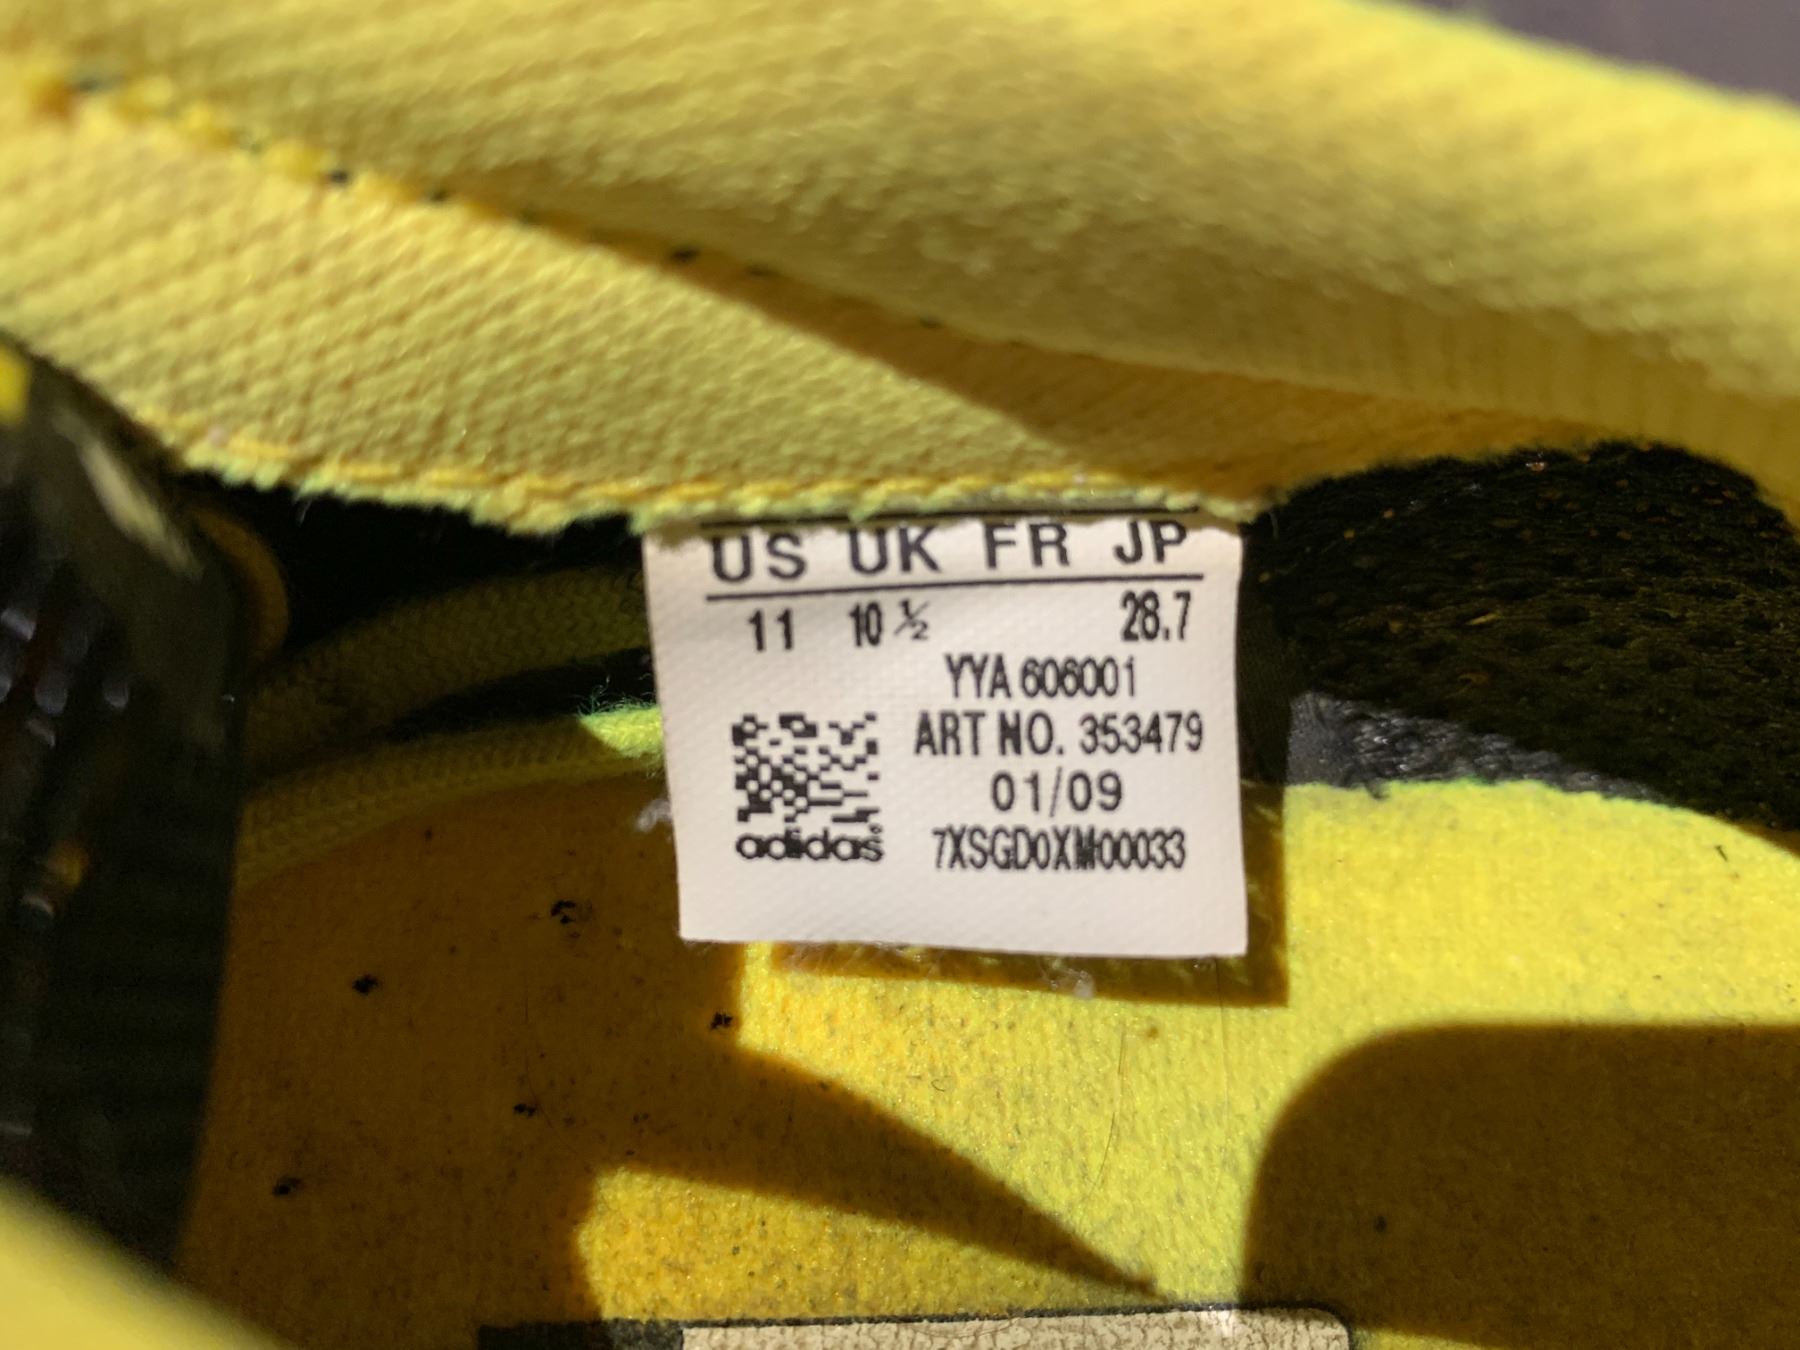 US UK FR JP
11 10 ½ 28.7
YYA 606001
ART NO. 353479
01/09
adidas 7XSGD0XM00033